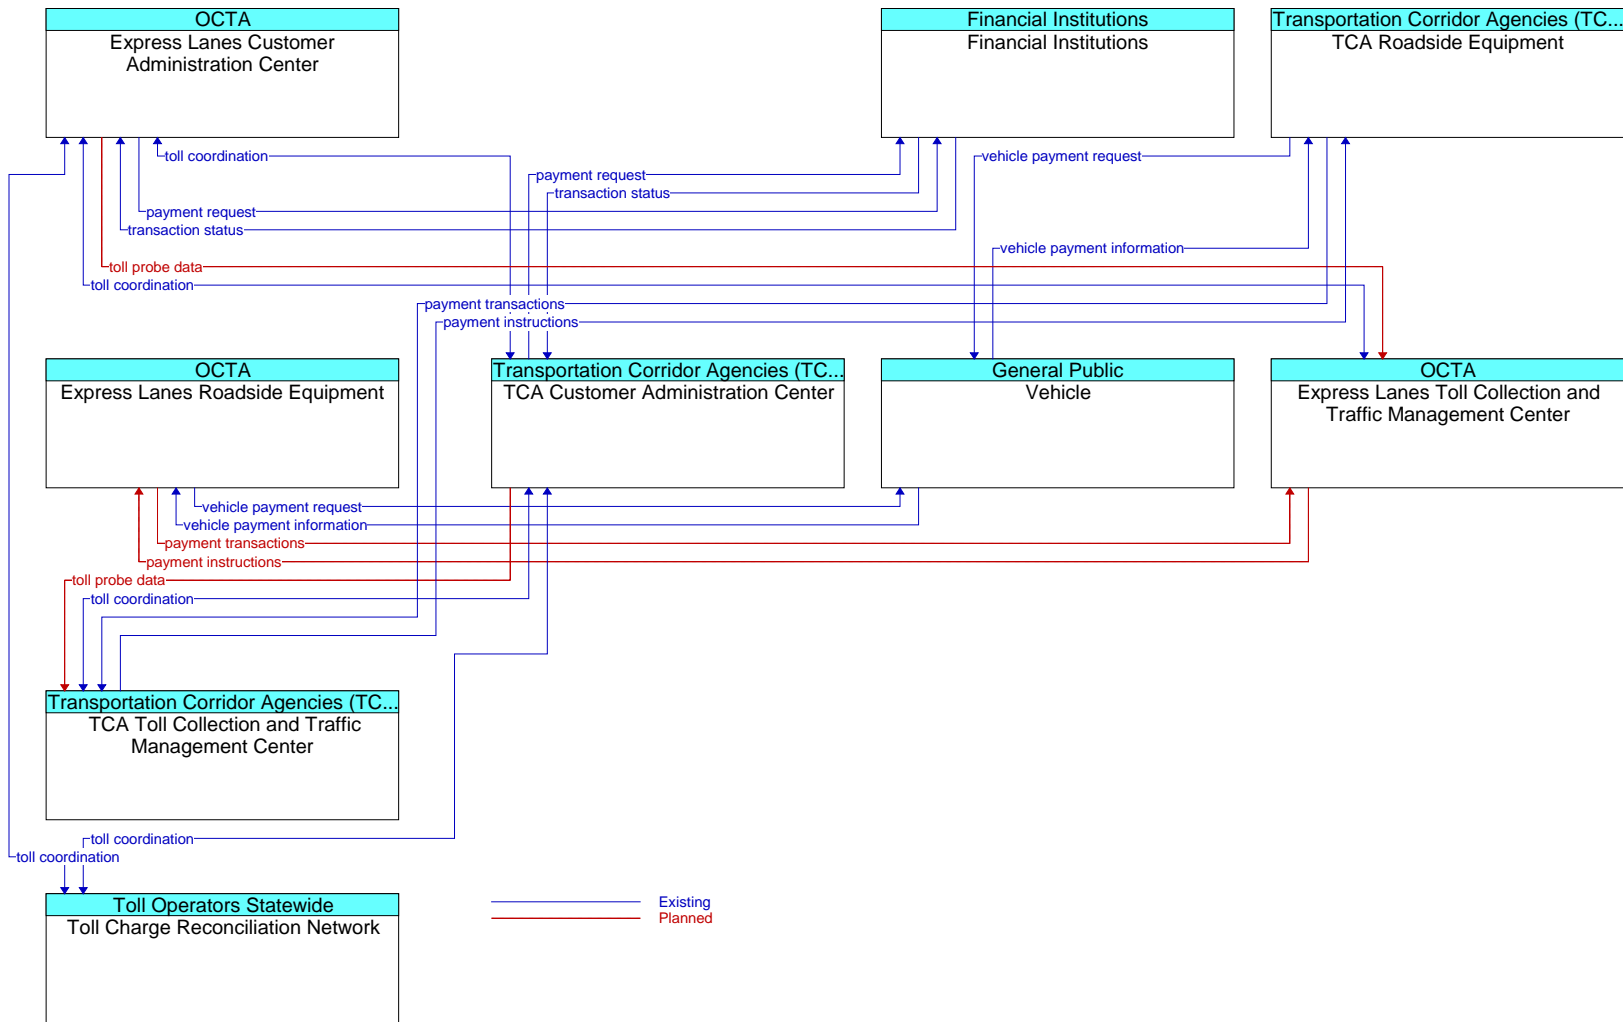 OCTA
Express Lanes Customer
Administration Center
Financial Institutions
Financial Institutions
Transportation Corridor Agencies (TC...
TCA Roadside Equipment
toll coordination
vehicle payment request
payment request
transaction status
payment request
transaction status
vehicle payment information
toll probe data
toll coordination
payment transactions
payment instructions
OCTA
Express Lanes Roadside Equipment
Transportation Corridor Agencies (TC...
TCA Customer Administration Center
General Public
Vehicle
OCTA
Express Lanes Toll Collection and
Traffic Management Center
vehicle payment request
vehicle payment information
payment transactions
payment instructions
toll probe data
toll coordination
Transportation Corridor Agencies (TC...
TCA Toll Collection and Traffic
Management Center
toll coordination
toll coordination
Toll Operators Statewide
Toll Charge Reconciliation Network
Existing
Planned